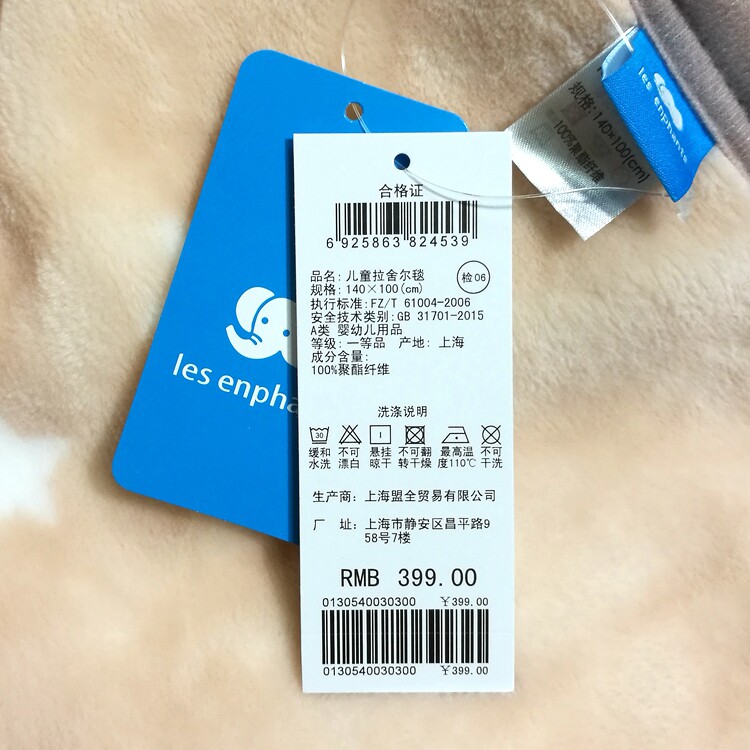 合格证
6 925863 824539
品名: 儿童拉舍尔毯
检06
规格: 140×100(cm)
执行标准:FZ/T 61004-2006
安全技术类别:GB 31701-2015
A类 婴幼儿用品
等级: 一等品 产地: 上海
成分含量:
100%聚酯纤维
洗涤说明
30
缓和水洗 不可漂白 悬挂晾干 不可翻转干燥 最高温度110℃ 不可干洗
生产商: 上海盟全贸易有限公司
厂 址: 上海市静安区昌平路9
58号7楼
RMB 399.00
0130540030300 ¥399.00
0130540030300 ¥399.00
les enpha
les enphants
规格:140×100[cm]
100%聚酯纤维